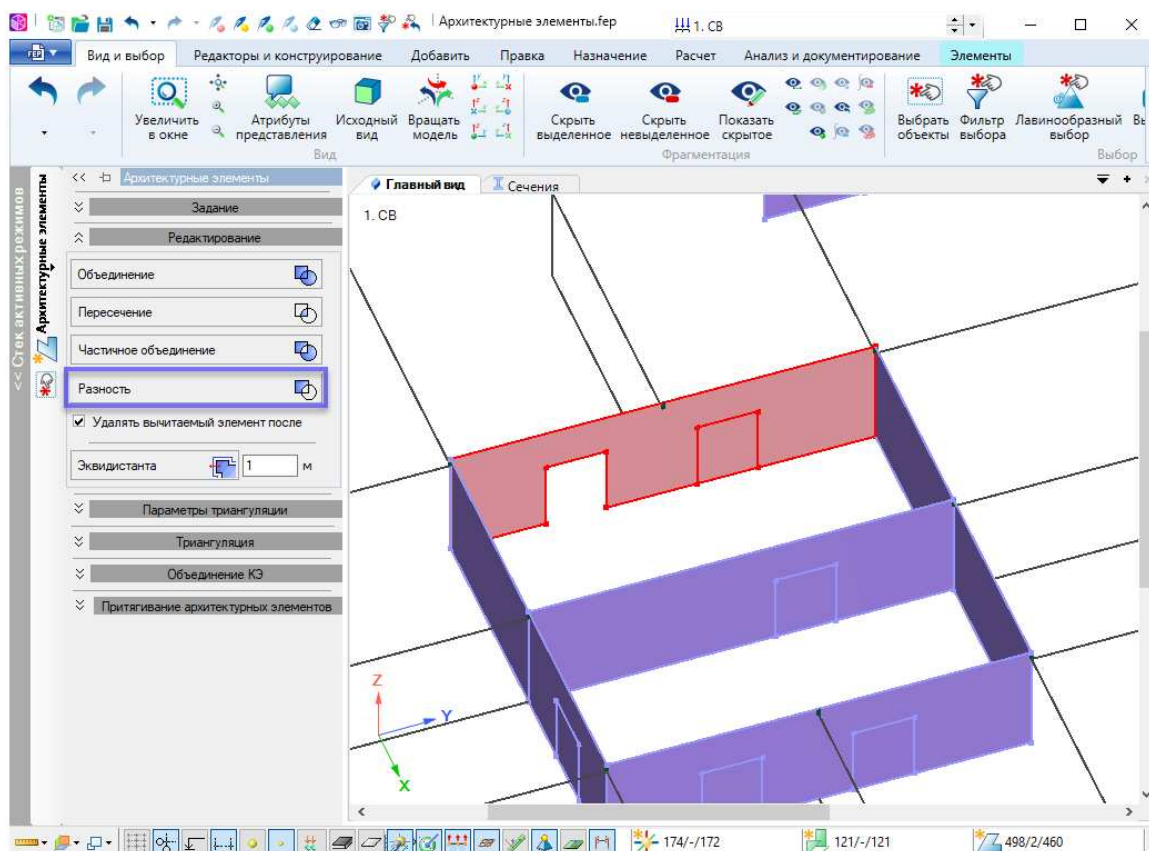 Архитектурные элементы.fep
1. СВ
FEP
Вид и выбор
Редакторы и конструирование
Добавить
Правка
Назначение
Расчет
Анализ и документирование
Элементы
Увеличить
в окне
Атрибуты
представления
Исходный
вид
Вращать
модель
Скрыть
выделенное
Скрыть
невыделенное
Показать
скрытое
Выбрать
объекты
Фильтр
выбора
Лавинообразный
выбор
Вид
Фрагментация
Выбор
<< Стек активных режимов
Архитектурные элементы
<<
Архитектурные элементы
Задание
Редактирование
Объединение
Пересечение
Частичное объединение
Разность
Удалять вычитаемый элемент после
Эквидистанта
1
м
Параметры триангуляции
Триангуляция
Объединение КЭ
Притягивание архитектурных элементов
Главный вид
Сечения
1. СВ
Z
Y
X
174/-/172
121/-/121
498/2/460